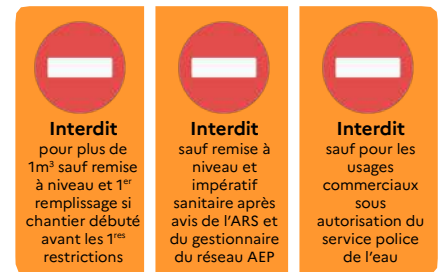 Interdit
pour plus de
1m³ sauf remise
à niveau et 1er
remplissage si
chantier débuté
avant les 1res
restrictions
Interdit
sauf remise à
niveau et
impératif
sanitaire après
avis de l'ARS et
du gestionnaire
du réseau AEP
Interdit
sauf pour les
usages
commerciaux
sous
autorisation du
service police
de l'eau